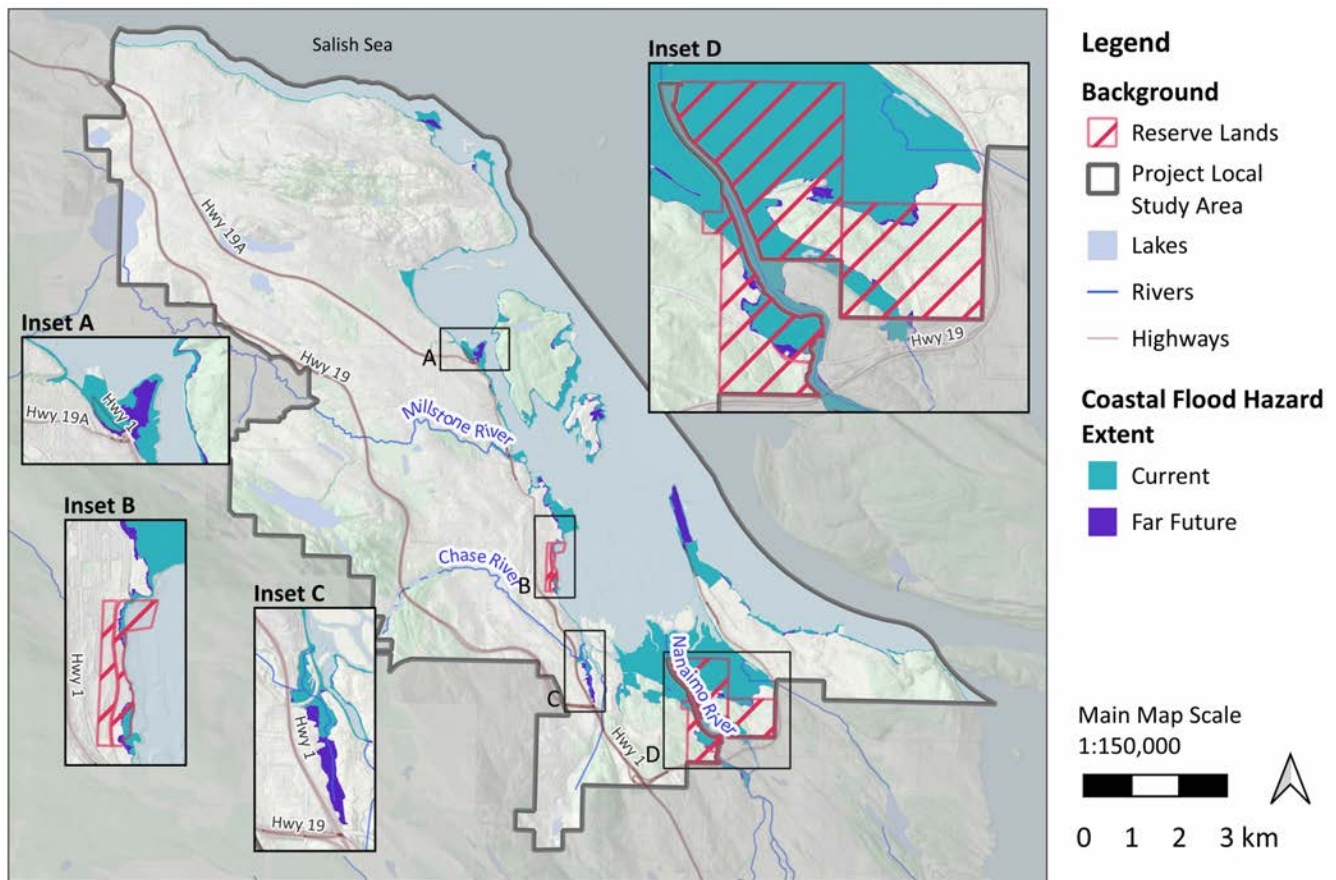 Salish Sea
Inset D
Hwy 19
Hwy 19A
Hwy 19
Inset A
Hwy 19A
Hwy 1
A
Millstone River
Inset B
Hwy 1
Inset C
Hwy 1
Hwy 19
Chase River
B
C
Nanaimo River
D
Hwy 1
Legend
Background
Reserve Lands
Project Local
Study Area
Lakes
Rivers
Highways
Coastal Flood Hazard
Extent
Current
Far Future
Main Map Scale
1:150,000
0 1 2 3 km